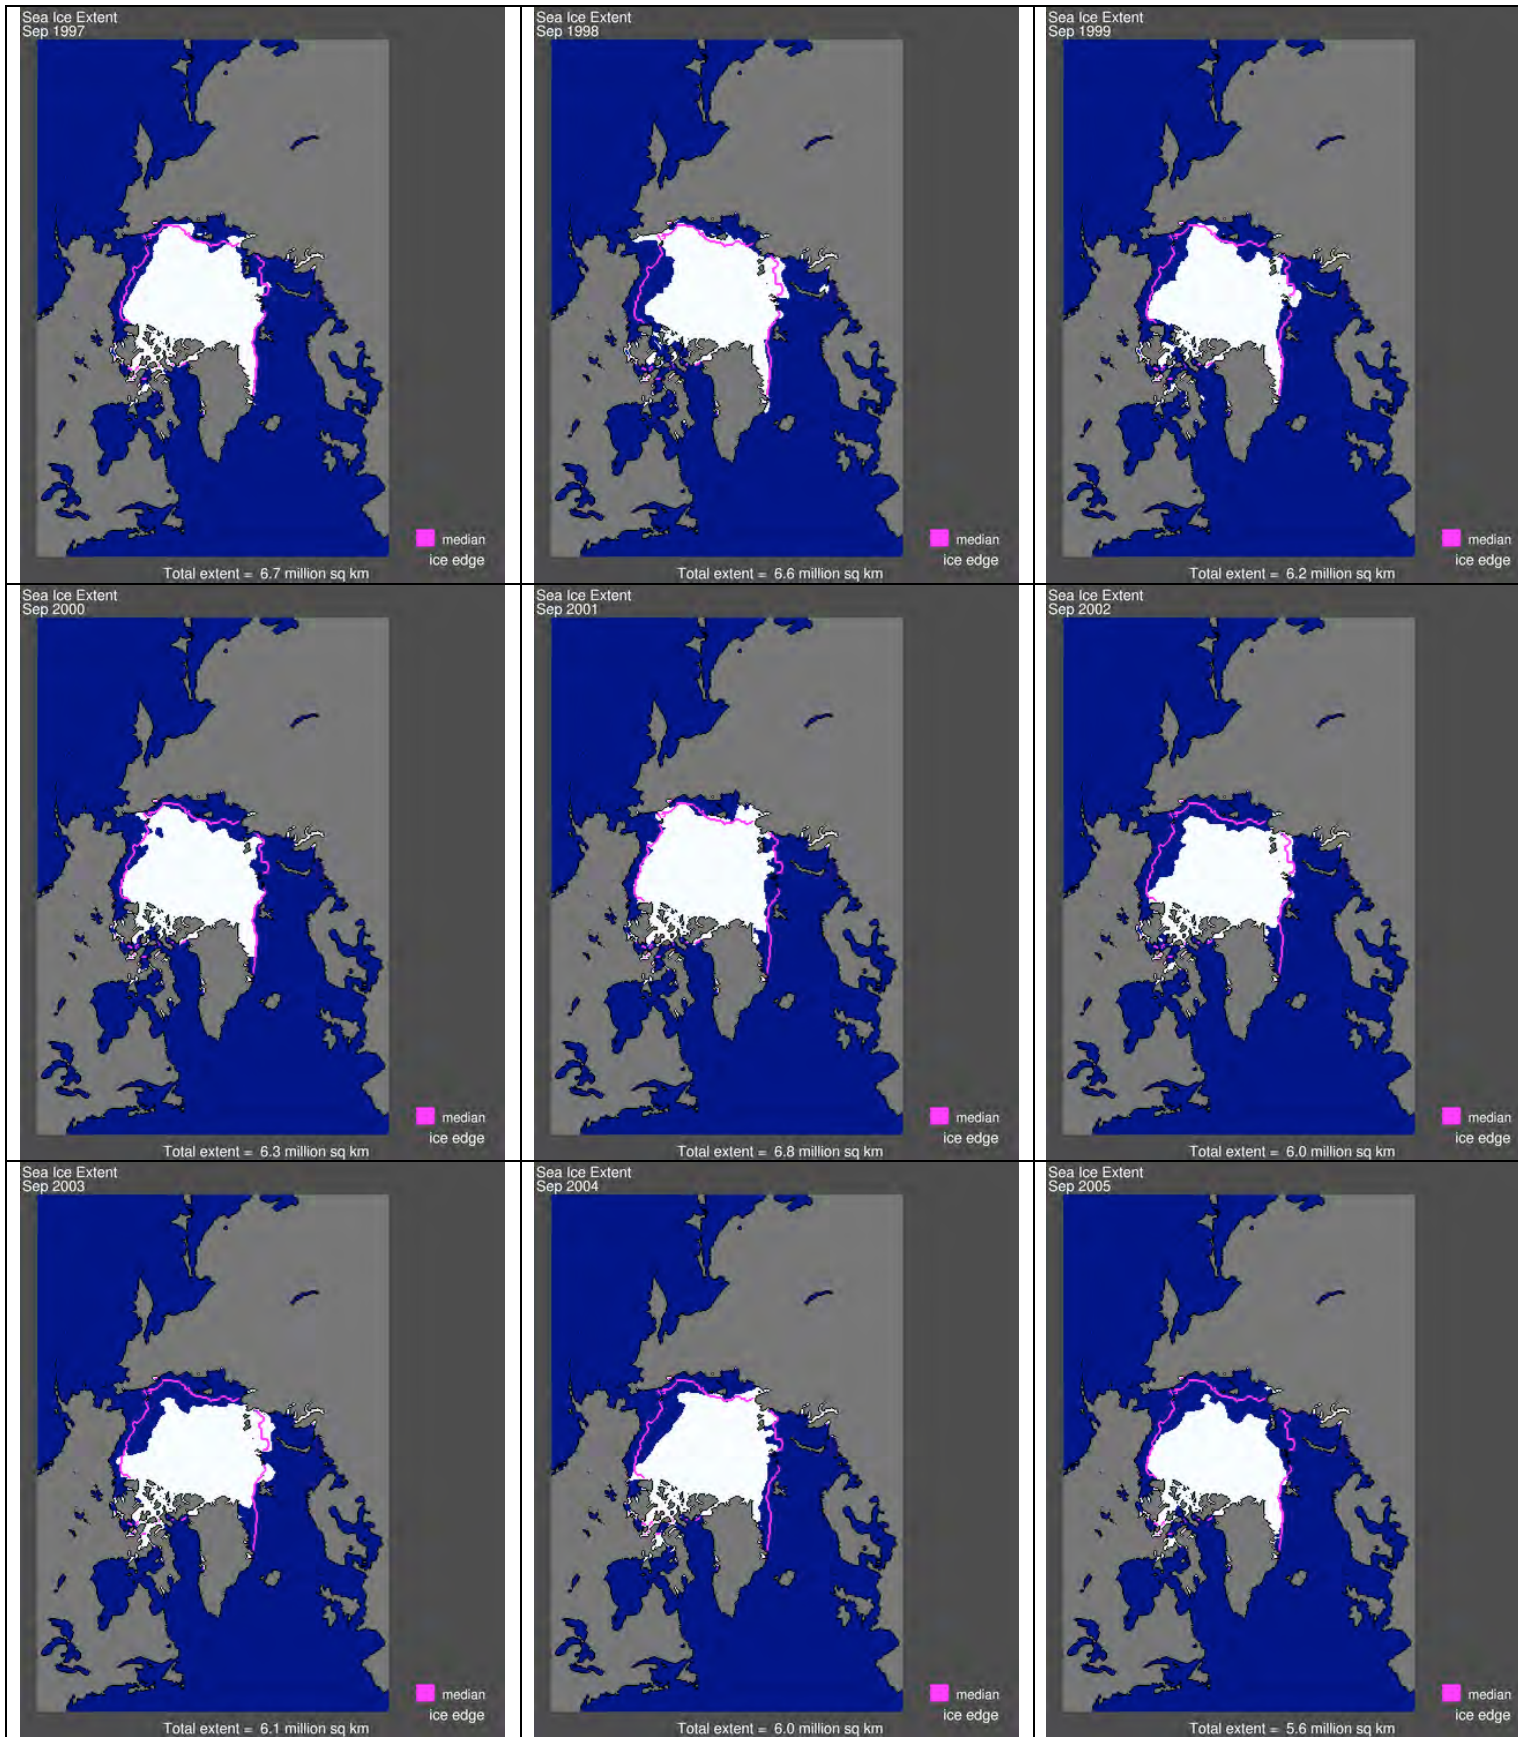 Sea Ice Extent
Sep 1997
median
ice edge
Total extent = 6.7 million sq km
Sea Ice Extent
Sep 1998
median
ice edge
Total extent = 6.6 million sq km
Sea Ice Extent
Sep 1999
median
ice edge
Total extent = 6.2 million sq km
Sea Ice Extent
Sep 2000
median
ice edge
Total extent = 6.3 million sq km
Sea Ice Extent
Sep 2001
median
ice edge
Total extent = 6.8 million sq km
Sea Ice Extent
Sep 2002
median
ice edge
Total extent = 6.0 million sq km
Sea Ice Extent
Sep 2003
median
ice edge
Total extent = 6.1 million sq km
Sea Ice Extent
Sep 2004
median
ice edge
Total extent = 6.0 million sq km
Sea Ice Extent
Sep 2005
median
ice edge
Total extent = 5.6 million sq km